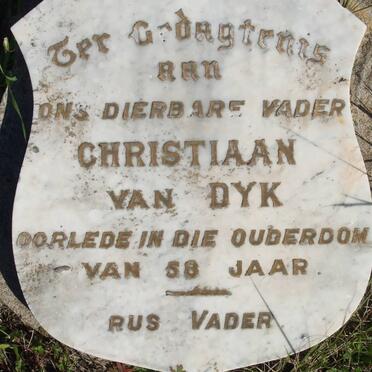 Ter Gedagtenis
aan
ONS DIERBARE VADER
CHRISTIAAN
VAN DYK
OORLEDE IN DIE OUDERDOM
VAN 58 JAAR
RUS VADER